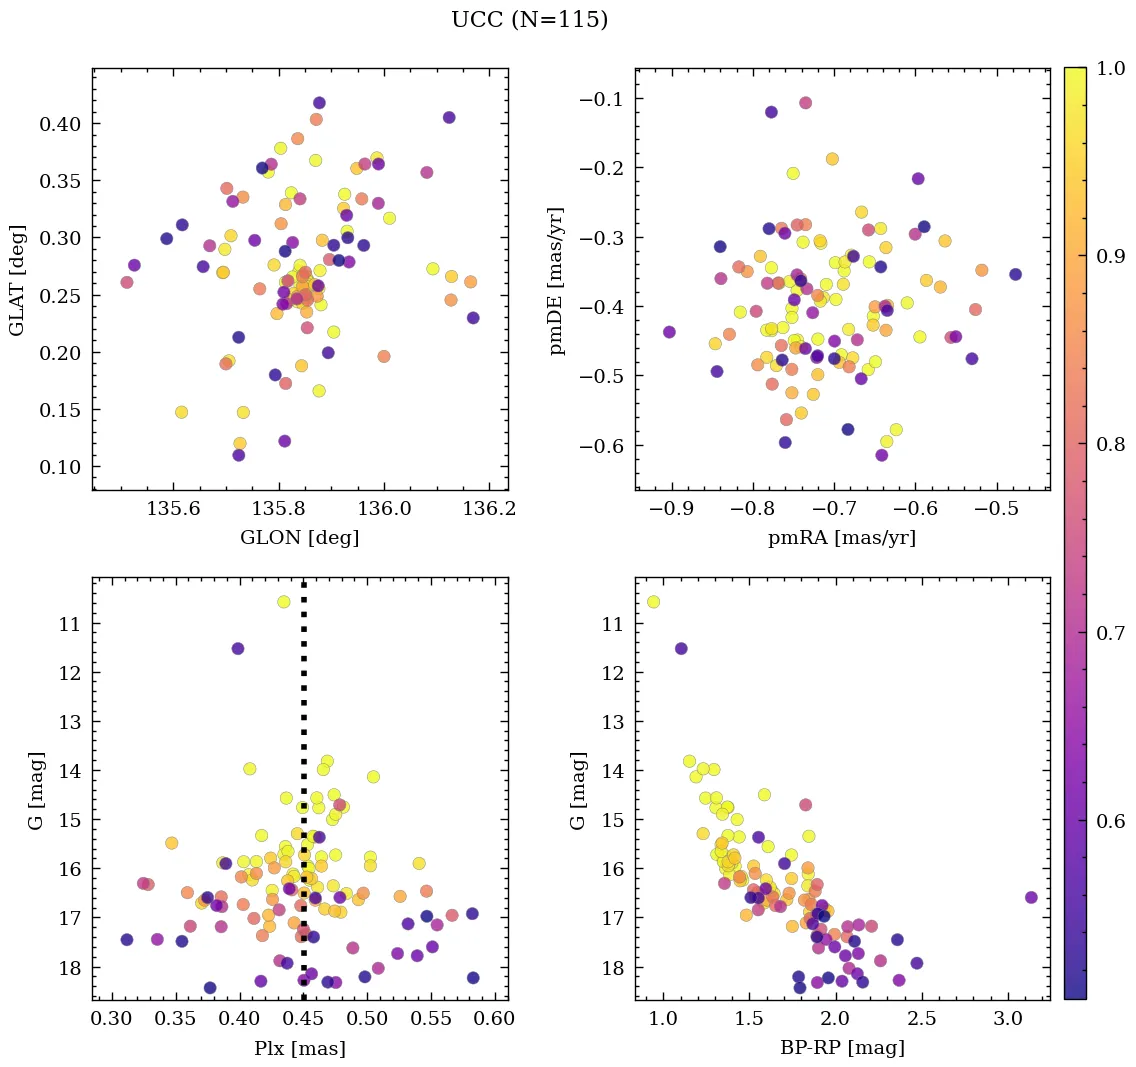 UCC (N=115)
0.40
0.35
0.30
0.25
0.20
0.15
0.10
GLAT [deg]
135.6 135.8 136.0 136.2
GLON [deg]
−0.1
−0.2
−0.3
−0.4
−0.5
−0.6
pmDE [mas/yr]
−0.9 −0.8 −0.7 −0.6 −0.5
pmRA [mas/yr]
1.0
0.9
0.8
0.7
0.6
11
12
13
14
15
16
17
18
G [mag]
0.30 0.35 0.40 0.45 0.50 0.55 0.60
Plx [mas]
11
12
13
14
15
16
17
18
G [mag]
1.0 1.5 2.0 2.5 3.0
BP-RP [mag]